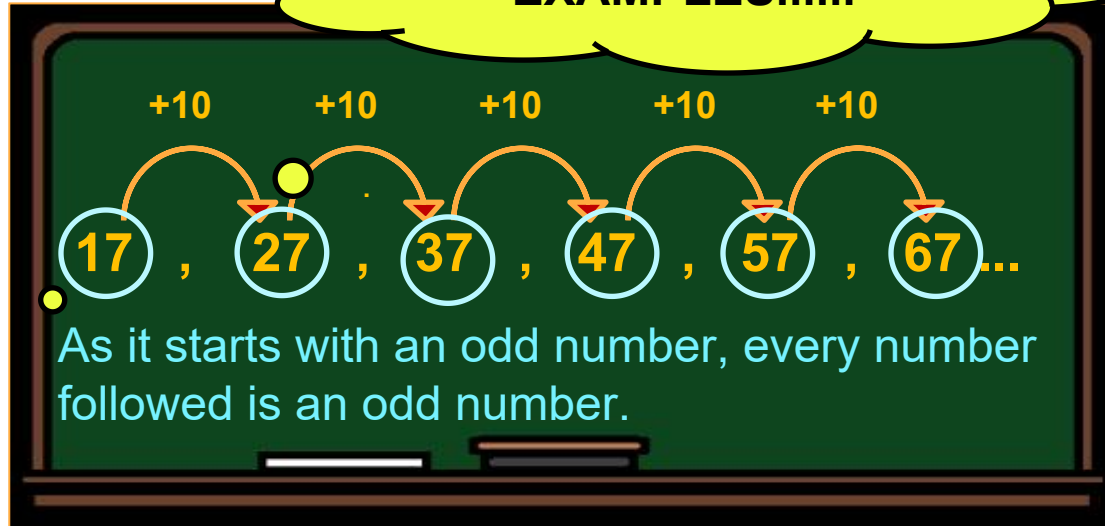 +10 +10 +10 +10 +10
17 , 27 , 37 , 47 , 57 , 67 ...
As it starts with an odd number, every number
followed is an odd number.